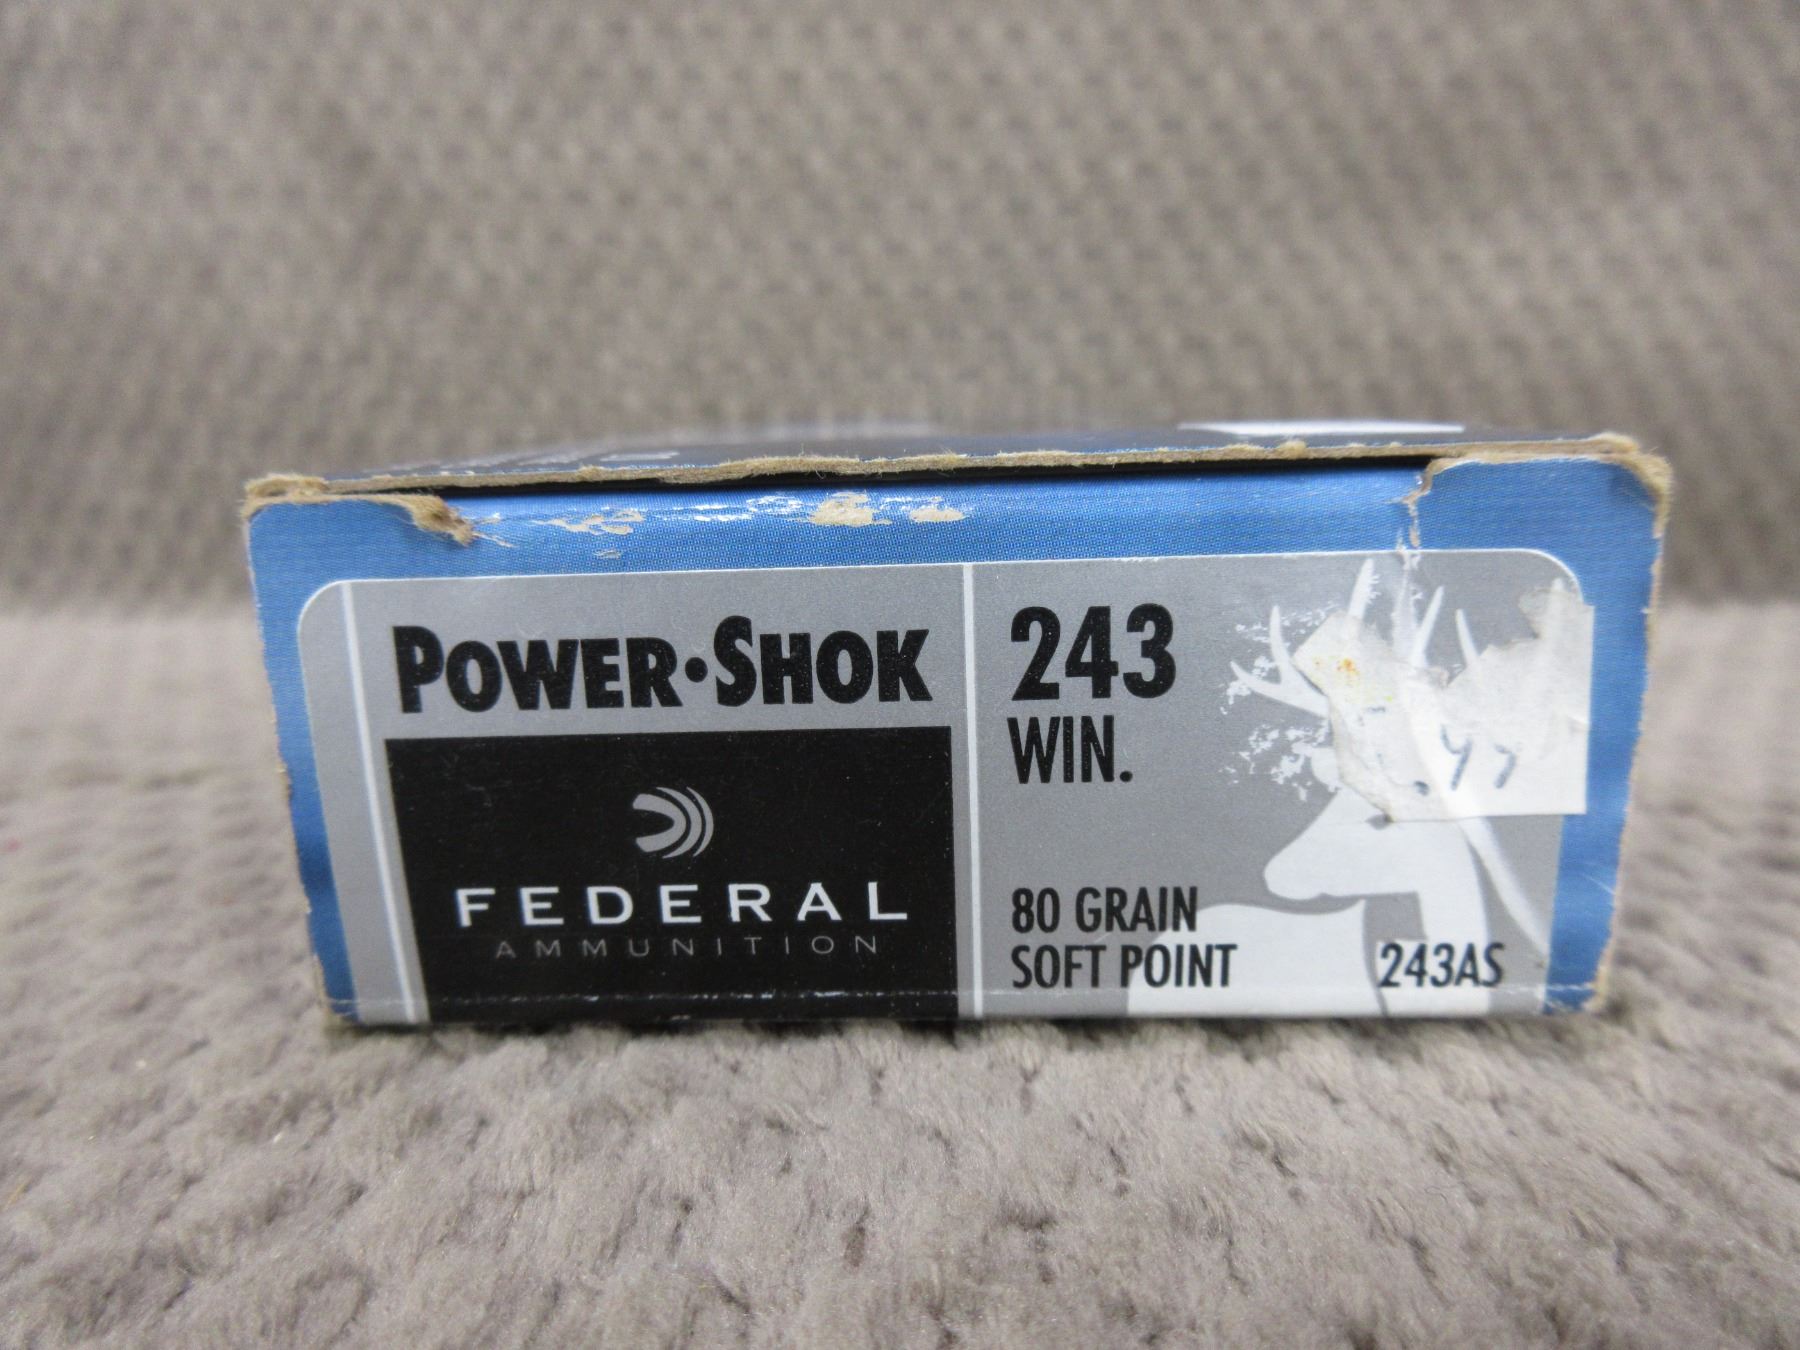 POWER•SHOK
FEDERAL
AMMUNITION
243
WIN.
80 GRAIN
SOFT POINT
243AS